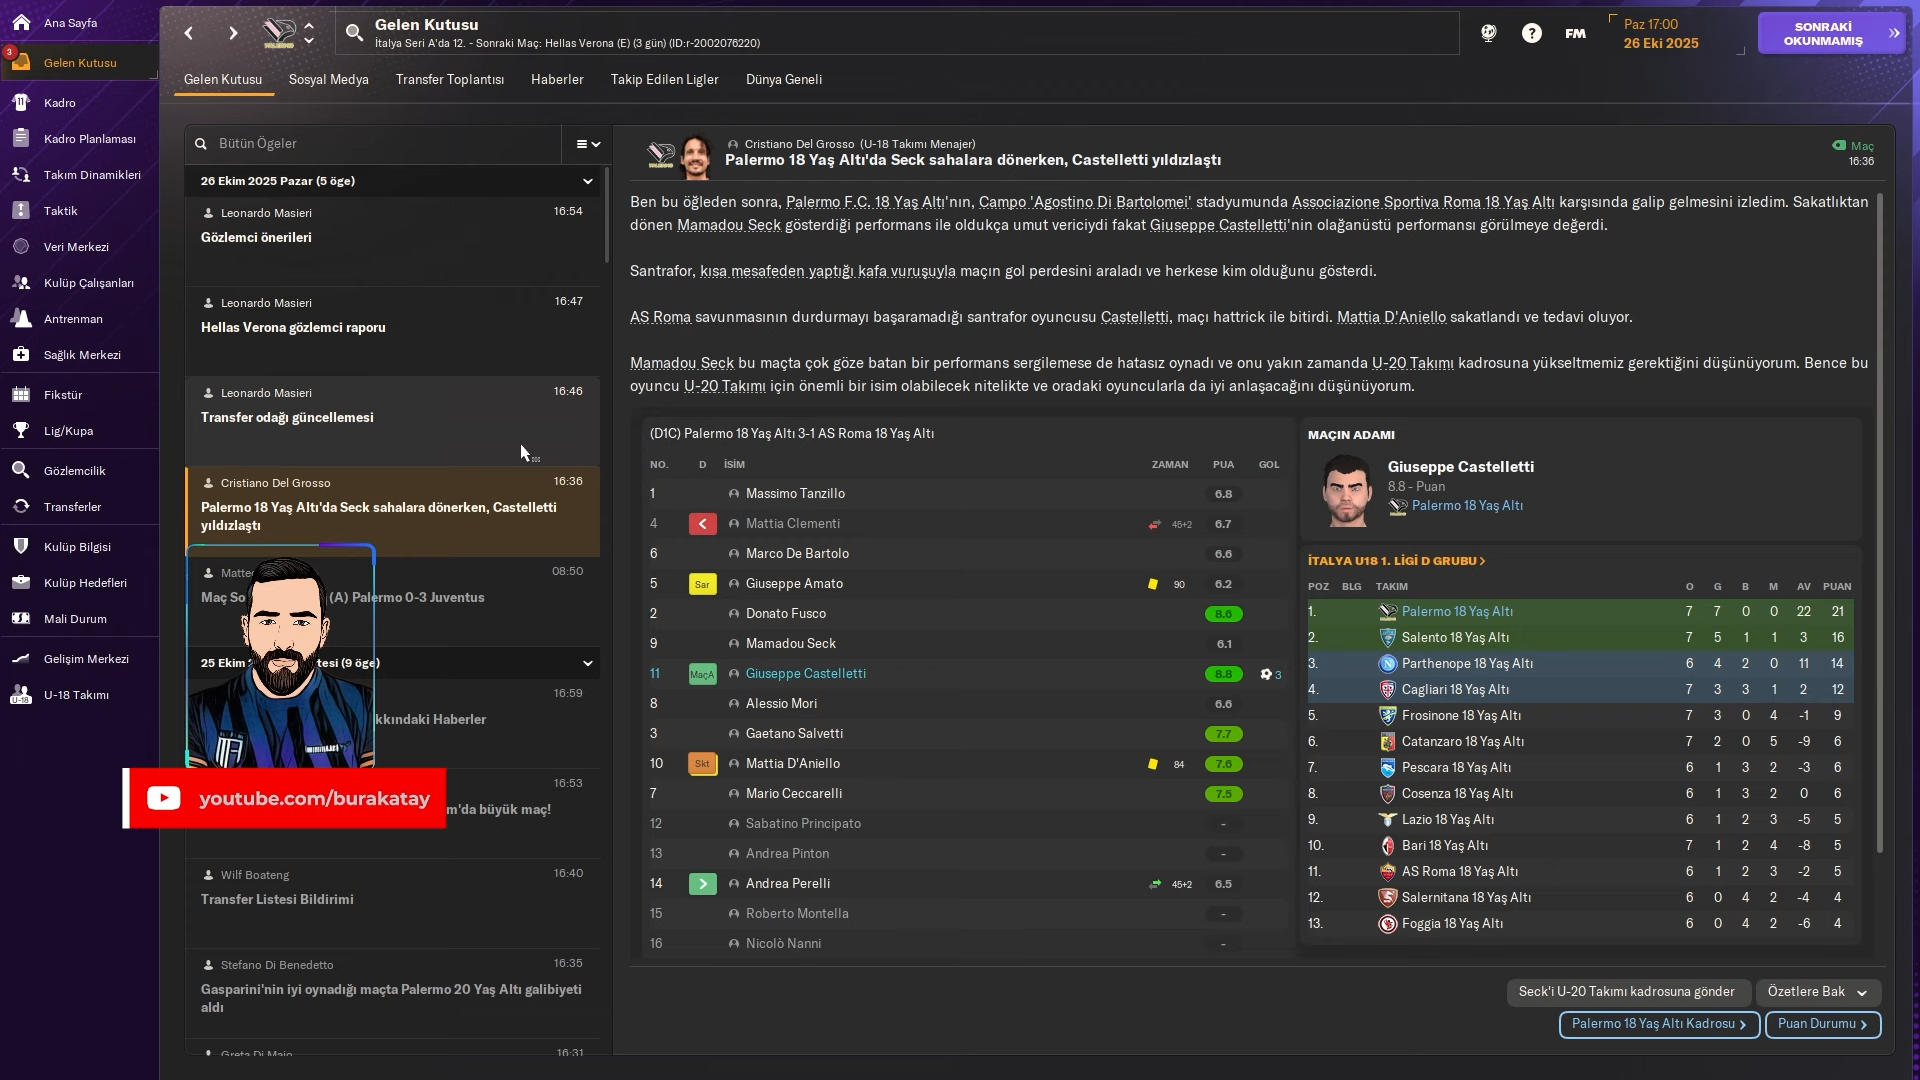 Ana Sayfa
3
Gelen Kutusu
Kadro
Kadro Planlaması
Takım Dinamikleri
Taktik
Veri Merkezi
Kulüp Çalışanları
Antrenman
Sağlık Merkezi
Fikstür
Lig/Kupa
Gözlemcilik
Transferler
Kulüp Bilgisi
Kulüp Hedefleri
Mali Durum
Gelişim Merkezi
U-18 Takımı
Gelen Kutusu
İtalya Seri A'da 12. - Sonraki Maç: Hellas Verona (E) (3 gün) (ID:r-2002076220)
FM
Paz 17:00
26 Eki 2025
SONRAKİ OKUNMAMIŞ
Gelen Kutusu Sosyal Medya Transfer Toplantısı Haberler Takip Edilen Ligler Dünya Geneli
Bütün Ögeler
26 Ekim 2025 Pazar (5 öge)
Leonardo Masieri 16:54
Gözlemci önerileri
Leonardo Masieri 16:47
Hellas Verona gözlemci raporu
Leonardo Masieri 16:46
Transfer odağı güncellemesi
Cristiano Del Grosso 16:36
Palermo 18 Yaş Altı'da Seck sahalara dönerken, Castelletti
yıldızlaştı
08:50
(A) Palermo 0-3 Juventus
25 Ekim (9 öge)
16:59
Haberler
youtube.com/burakatay
16:53
büyük maç!
Wilf Boateng 16:40
Transfer Listesi Bildirimi
Stefano Di Benedetto 16:35
Gasparini'nin iyi oynadığı maçta Palermo 20 Yaş Altı galibiyeti
aldı
Greta Di Maio 16:31
Cristiano Del Grosso (U-18 Takımı Menajer)
Palermo 18 Yaş Altı'da Seck sahalara dönerken, Castelletti yıldızlaştı
Maç
16:36
Ben bu öğleden sonra, Palermo F.C. 18 Yaş Altı'nın, Campo 'Agostino Di Bartolomei' stadyumunda Associazione Sportiva Roma 18 Yaş Altı karşısında galip gelmesini izledim. Sakatlıktan
dönen Mamadou Seck gösterdiği performans ile oldukça umut vericiydi fakat Giuseppe Castelletti'nin olağanüstü performansı görülmeye değerdi.
Santrafor, kısa mesafeden yaptığı kafa vuruşuyla maçın gol perdesini araladı ve herkese kim olduğunu gösterdi.
AS Roma savunmasının durdurmayı başaramadığı santrafor oyuncusu Castelletti, maçı hattrick ile bitirdi. Mattia D'Aniello sakatlandı ve tedavi oluyor.
Mamadou Seck bu maçta çok göze batan bir performans sergilemese de hatasız oynadı ve onu yakın zamanda U-20 Takımı kadrosuna yükseltmemiz gerektiğini düşünüyorum. Bence bu
oyuncu U-20 Takımı için önemli bir isim olabilecek nitelikte ve oradaki oyuncularla da iyi anlaşacağını düşünüyorum.
(D1C) Palermo 18 Yaş Altı 3-1 AS Roma 18 Yaş Altı
NO. D İSİM ZAMAN PUA GOL
1 Massimo Tanzillo 6.8
4 Mattia Clementi 45+2 6.7
6 Marco De Bartolo 6.6
5 Sar Giuseppe Amato 90 6.2
2 Donato Fusco 8.6
9 Mamadou Seck 6.1
11 MaçA Giuseppe Castelletti 8.8 3
8 Alessio Mori 6.6
3 Gaetano Salvetti 7.7
10 Skt Mattia D'Aniello 84 7.6
7 Mario Ceccarelli 7.5
12 Sabatino Principato -
13 Andrea Pinton -
14 Andrea Perelli 45+2 6.5
15 Roberto Montella -
16 Nicolò Nanni -
MAÇIN ADAMI
Giuseppe Castelletti
8.8 - Puan
Palermo 18 Yaş Altı
İTALYA U18 1. LİGİ D GRUBU >
POZ BLG TAKIM O G B M AV PUAN
1. Palermo 18 Yaş Altı 7 7 0 0 22 21
2. Salento 18 Yaş Altı 7 5 1 1 3 16
3. Parthenope 18 Yaş Altı 6 4 2 0 11 14
4. Cagliari 18 Yaş Altı 7 3 3 1 2 12
5. Frosinone 18 Yaş Altı 7 3 0 4 -1 9
6. Catanzaro 18 Yaş Altı 7 2 0 5 -9 6
7. Pescara 18 Yaş Altı 6 1 3 2 -3 6
8. Cosenza 18 Yaş Altı 6 1 3 2 0 6
9. Lazio 18 Yaş Altı 6 1 2 3 -5 5
10. Bari 18 Yaş Altı 7 1 2 4 -8 5
11. AS Roma 18 Yaş Altı 6 1 2 3 -2 5
12. Salernitana 18 Yaş Altı 6 0 4 2 -4 4
13. Foggia 18 Yaş Altı 6 0 4 2 -6 4
Seck'i U-20 Takımı kadrosuna gönder Özetlere Bak
Palermo 18 Yaş Altı Kadrosu > Puan Durumu >